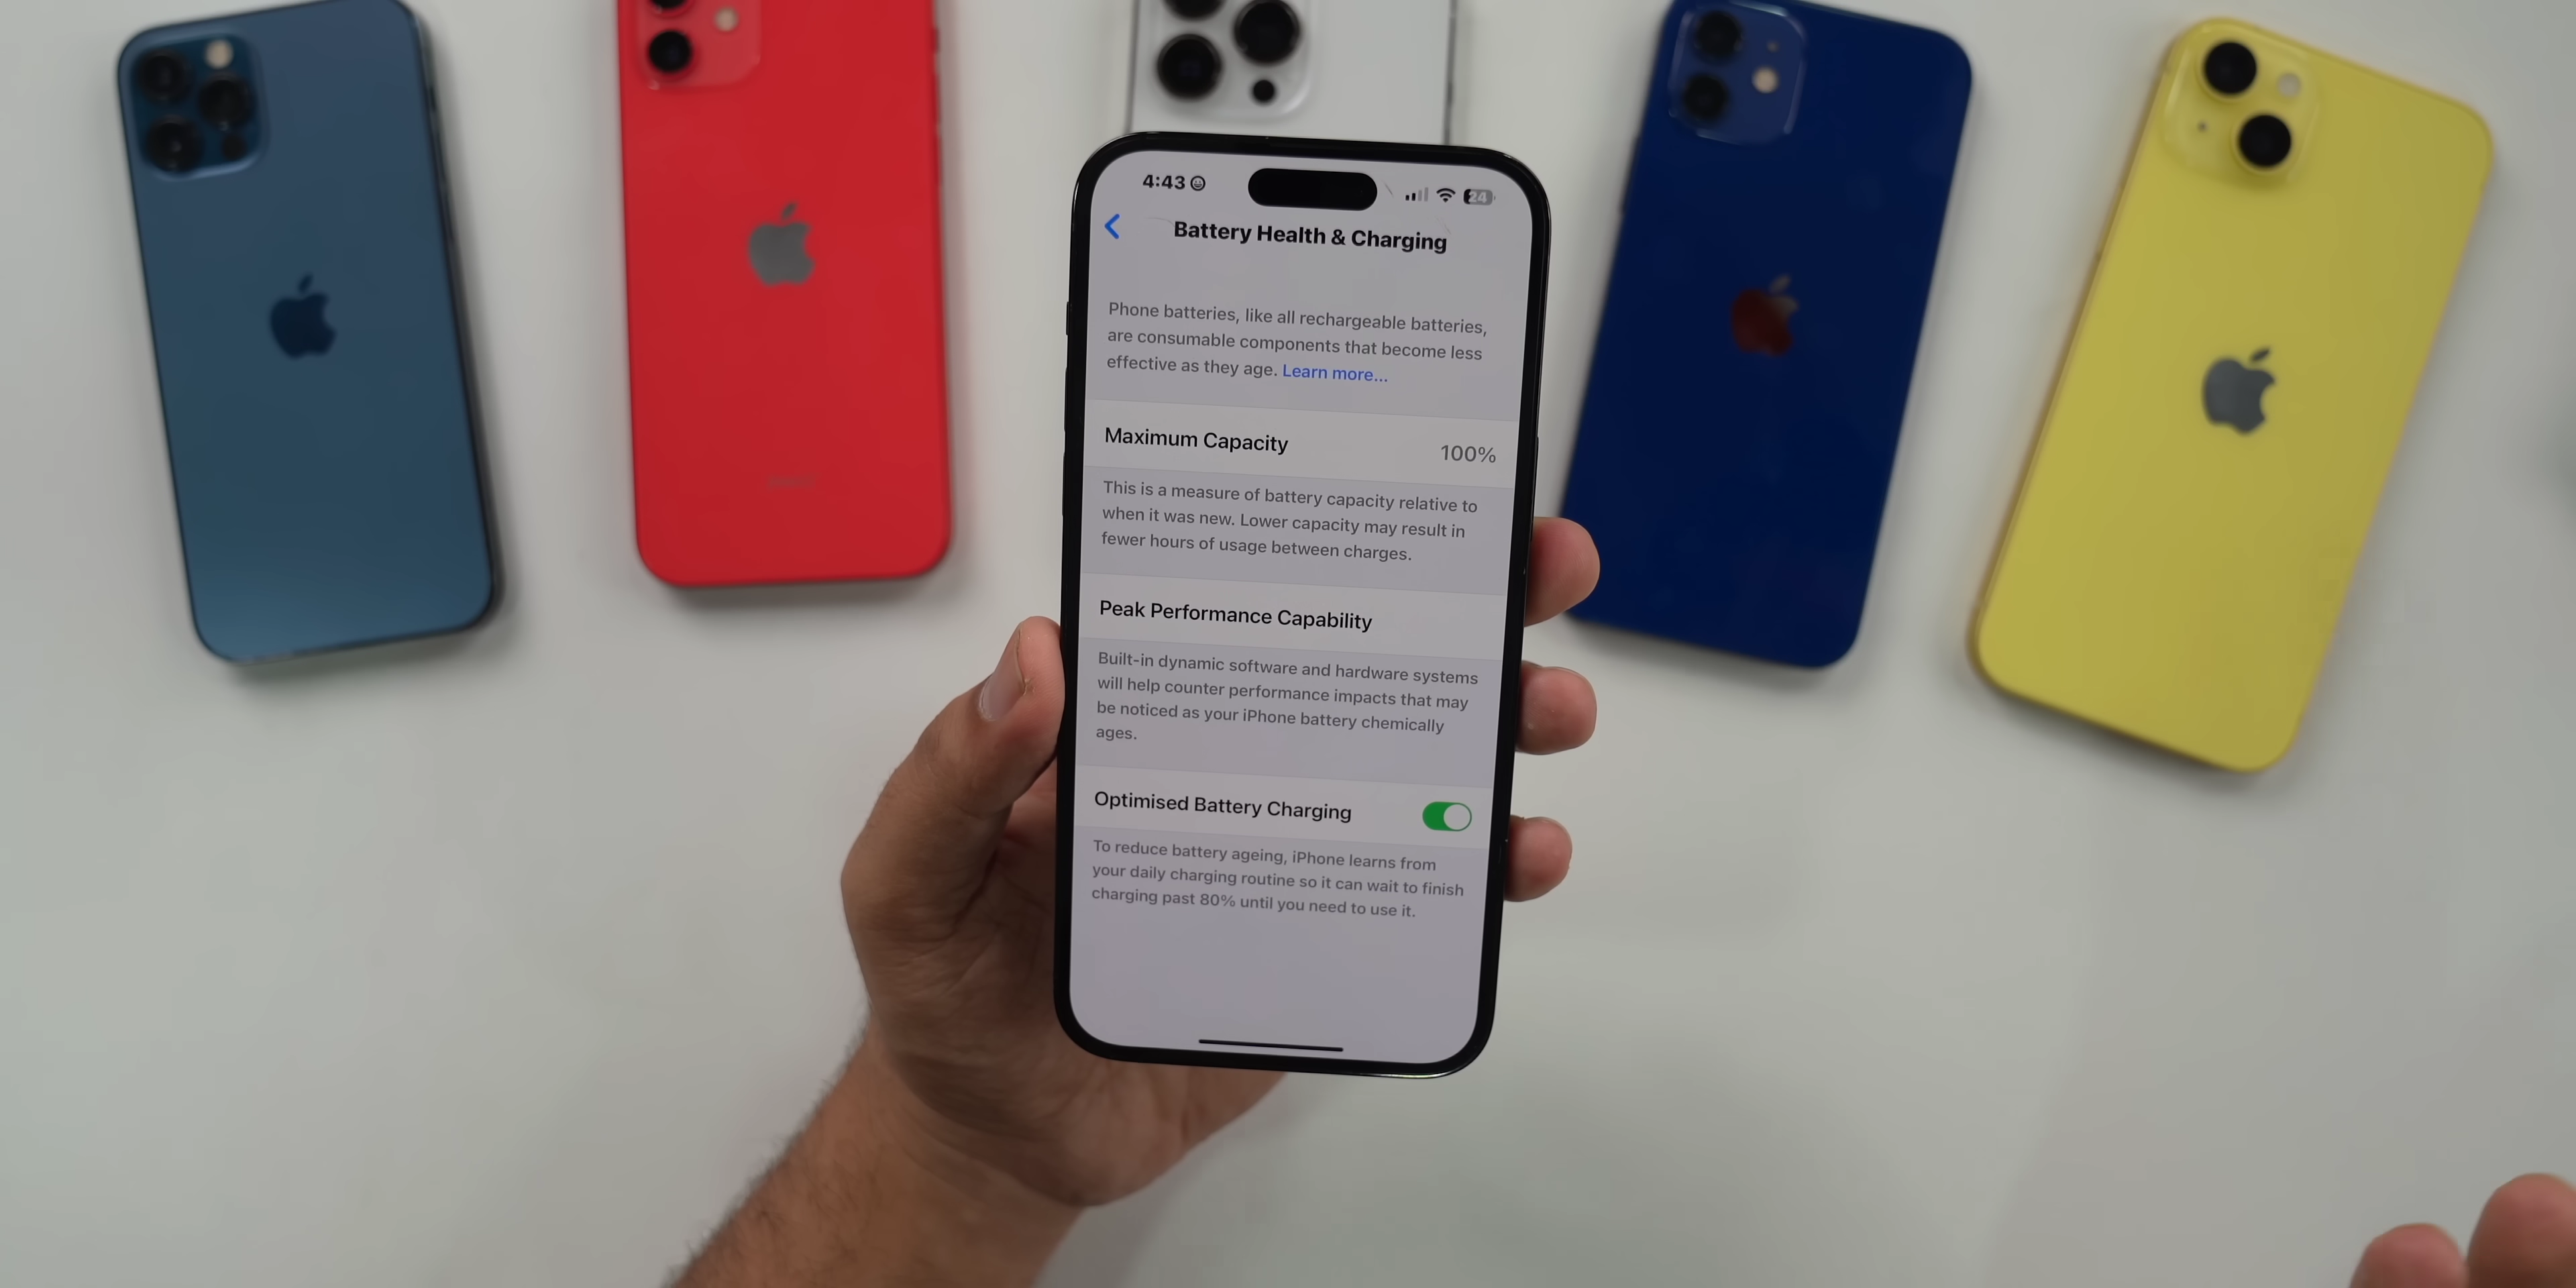 4:43
24
Battery Health & Charging
Phone batteries, like all rechargeable batteries,
are consumable components that become less
effective as they age. Learn more...
Maximum Capacity 100%
This is a measure of battery capacity relative to
when it was new. Lower capacity may result in
fewer hours of usage between charges.
Peak Performance Capability
Built-in dynamic software and hardware systems
will help counter performance impacts that may
be noticed as your iPhone battery chemically
ages.
Optimised Battery Charging
To reduce battery ageing, iPhone learns from
your daily charging routine so it can wait to finish
charging past 80% until you need to use it.